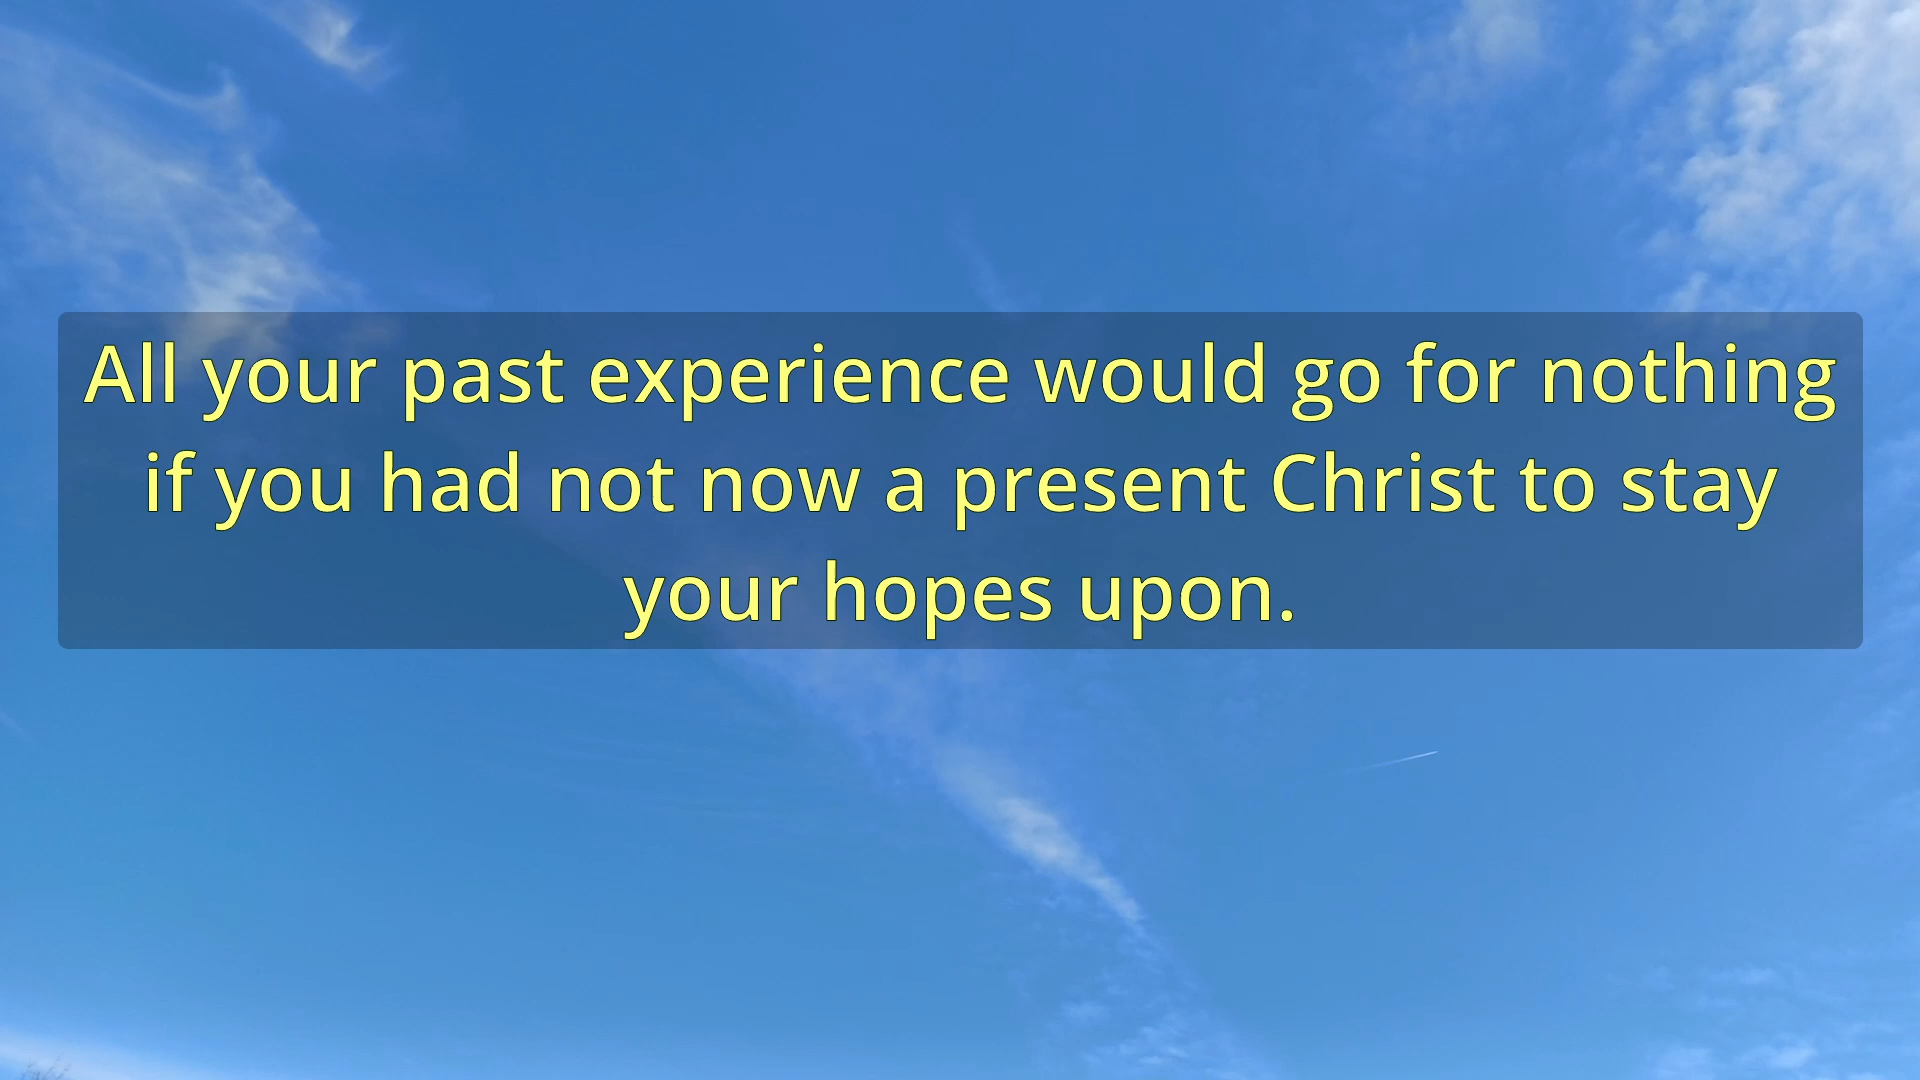 All your past experience would go for nothing
if you had not now a present Christ to stay
your hopes upon.